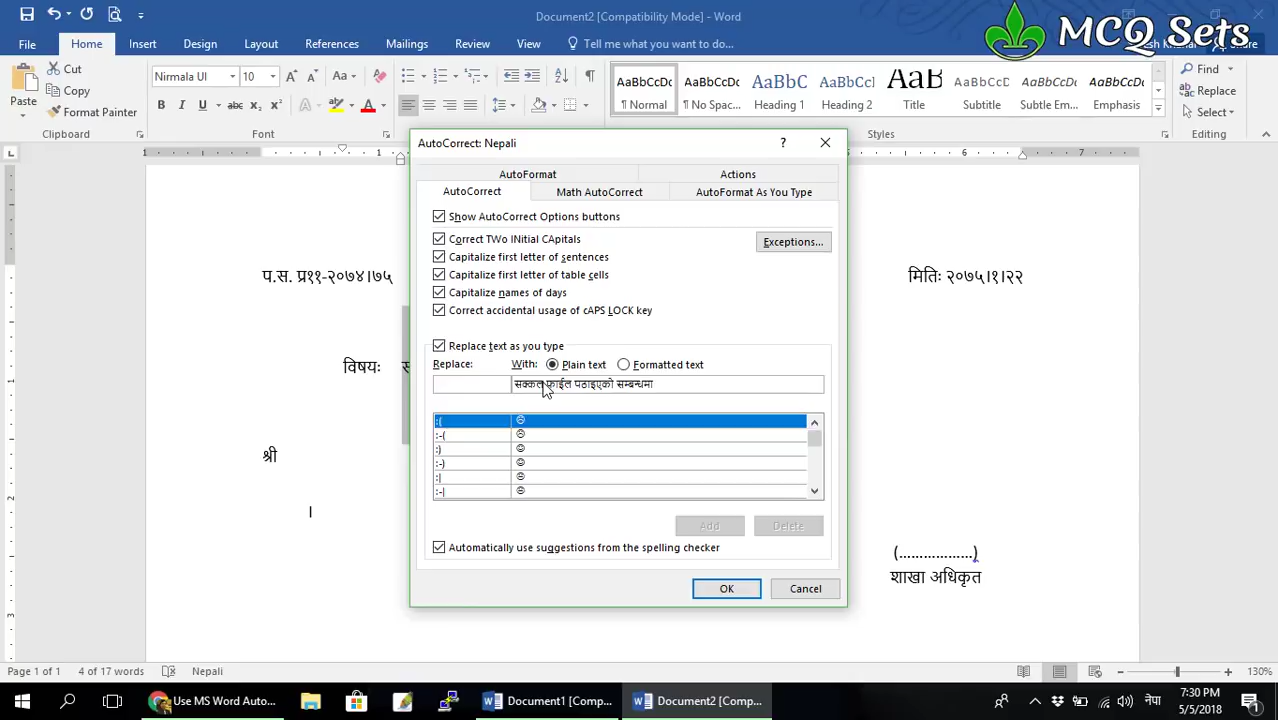 Document2 [Compatibility Mode] - Word
MCQ Sets
File Home Insert Design Layout References Mailings Review View Tell me what you want to do...
Paste
Cut
Copy
Format Painter
Clipboard
Nirmala UI 10
B I U abc X₂ X² A A
Font
AaBbCcDc AaBbCcDc AaBbC AaBbCcD AaB AaBbCcD AaBbCcDt AaBbCcDt
¶ Normal ¶ No Spac... Heading 1 Heading 2 Title Subtitle Subtle Em... Emphasis
Styles
Find
Replace
Select
Editing
प.स. प्र११-२०७४।७५
मितिः २०७५।१।२२
विषयः
श्री
।
(..................)
शाखा अधिकृत
AutoCorrect: Nepali
AutoFormat Actions
AutoCorrect Math AutoCorrect AutoFormat As You Type
Show AutoCorrect Options buttons
Correct TWo INitial CApitals
Exceptions...
Capitalize first letter of sentences
Capitalize first letter of table cells
Capitalize names of days
Correct accidental usage of cAPS LOCK key
Replace text as you type
Replace: With: Plain text Formatted text
सक्कल फाईल पठाइएको सम्बन्धमा
:( ☹
:-( ☹
:) ☺
:-) ☺
:| 😐
:-| 😐
Add Delete
Automatically use suggestions from the spelling checker
OK Cancel
Page 1 of 1 4 of 17 words Nepali
130%
Use MS Word Auto... Document1 [Comp... Document2 [Comp...
नेपा
7:30 PM
5/5/2018